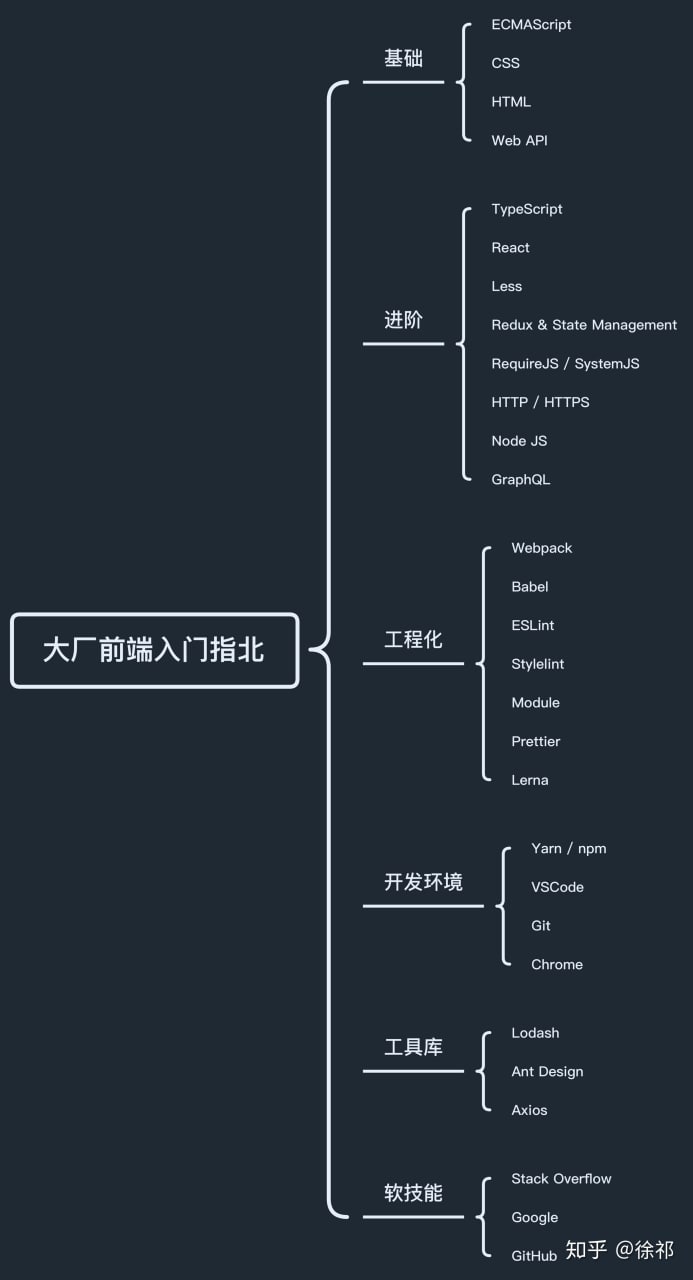 大厂前端入门指北
基础
ECMAScript
CSS
HTML
Web API
进阶
TypeScript
React
Less
Redux & State Management
RequireJS / SystemJS
HTTP / HTTPS
Node JS
GraphQL
工程化
Webpack
Babel
ESLint
Stylelint
Module
Prettier
Lerna
开发环境
Yarn / npm
VSCode
Git
Chrome
工具库
Lodash
Ant Design
Axios
软技能
Stack Overflow
Google
GitHub
知乎 @徐祁